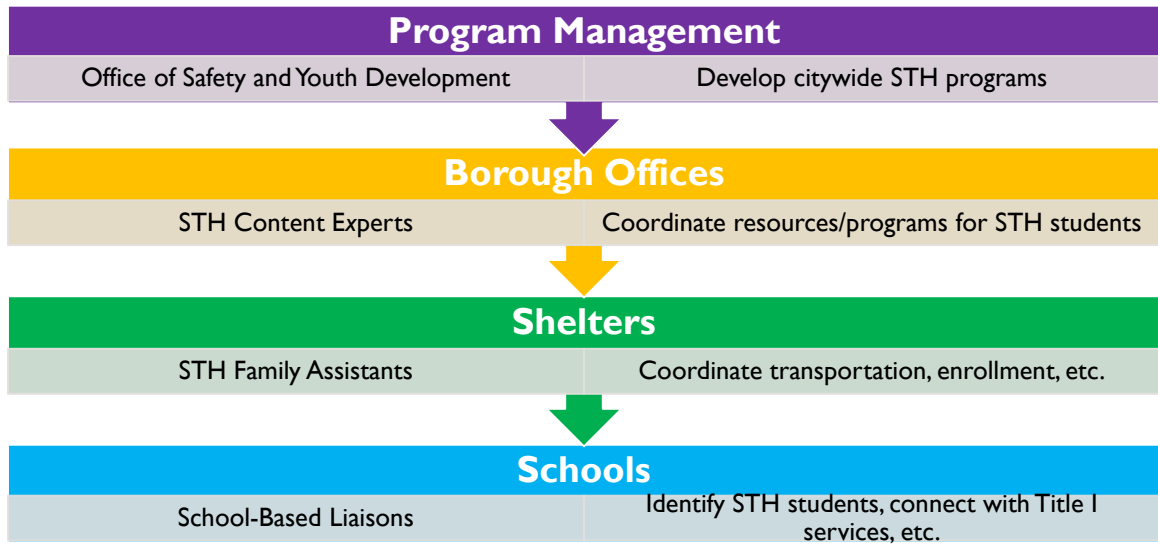 Program Management
Office of Safety and Youth Development
Develop citywide STH programs
Borough Offices
STH Content Experts
Coordinate resources/programs for STH students
Shelters
STH Family Assistants
Coordinate transportation, enrollment, etc.
Schools
School-Based Liaisons
Identify STH students, connect with Title I
services, etc.